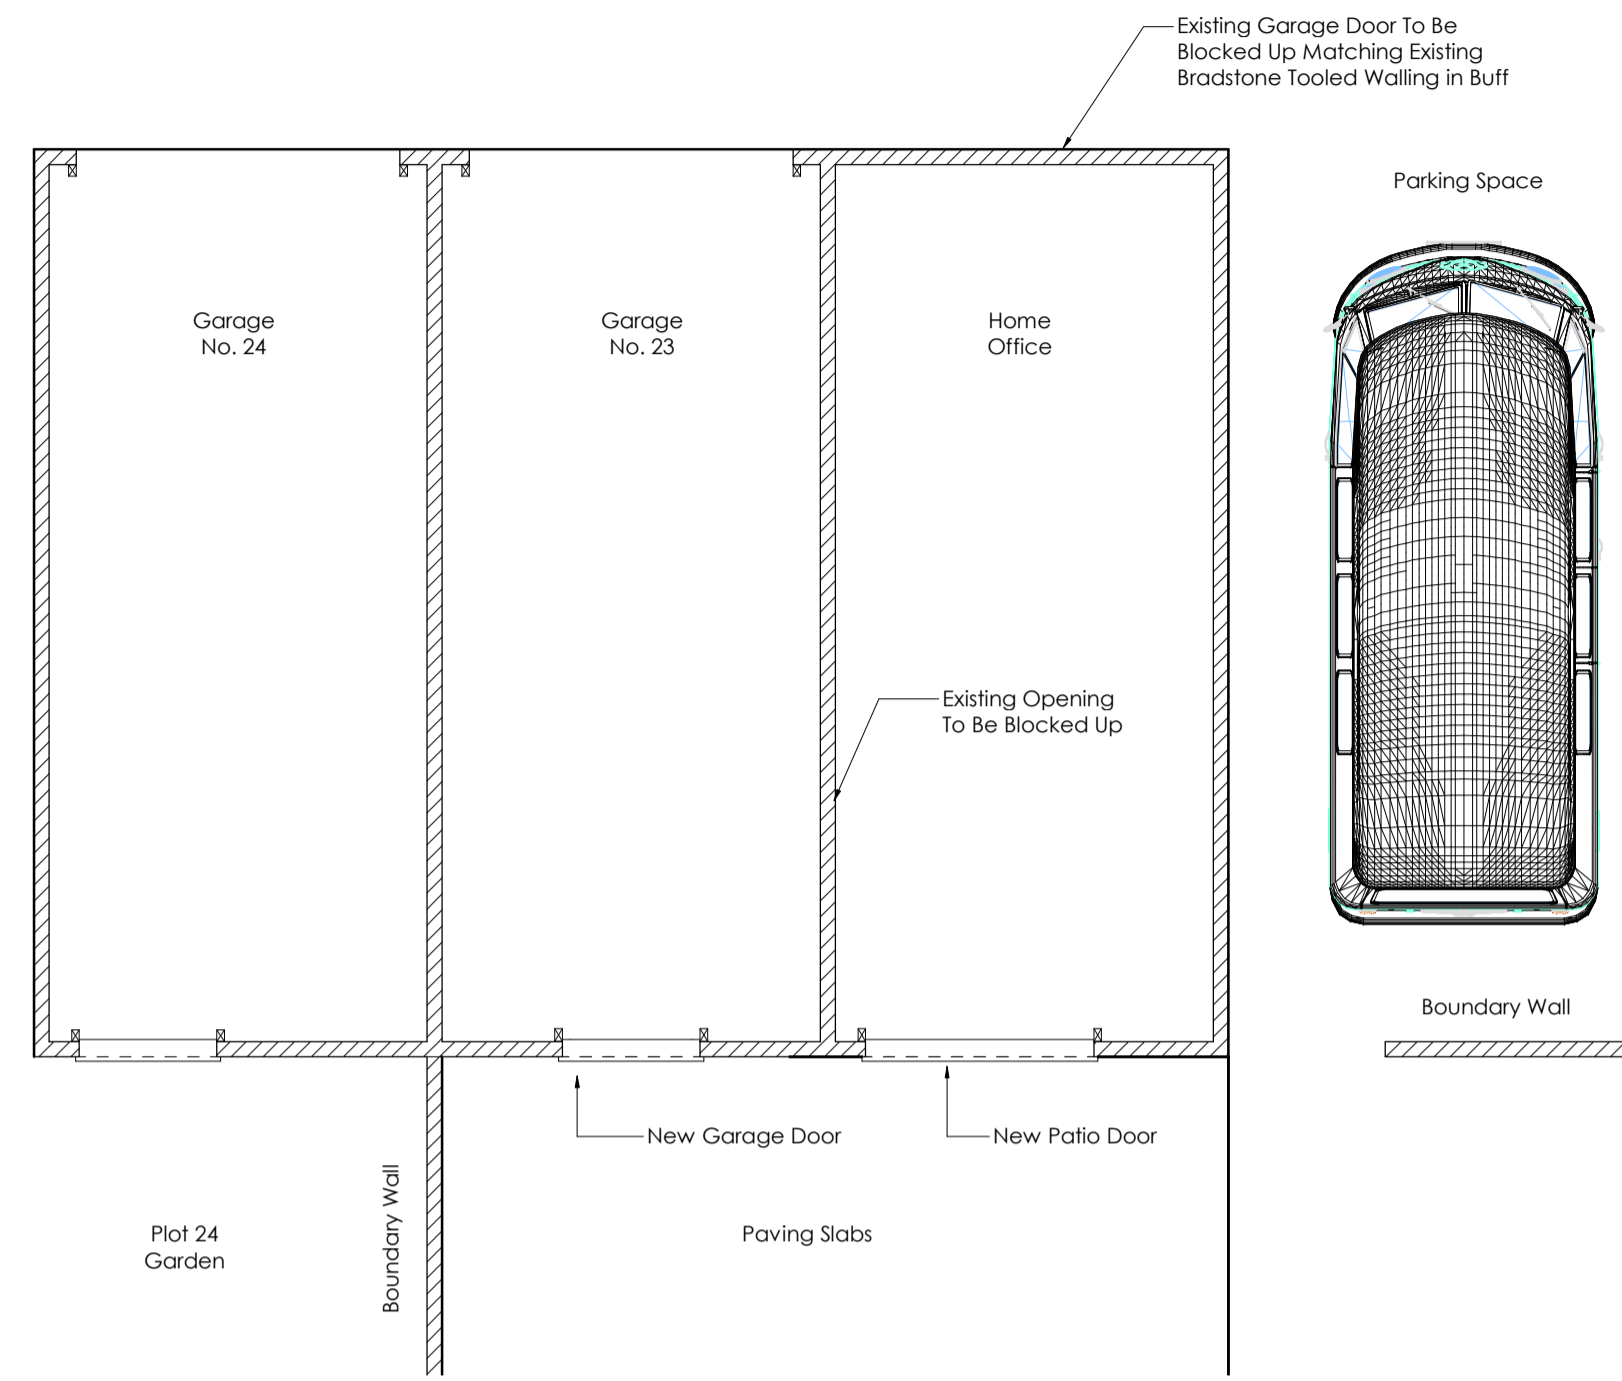 Existing Garage Door To Be
Blocked Up Matching Existing
Bradstone Tooled Walling in Buff
Parking Space
Garage
No. 24
Garage
No. 23
Home
Office
Existing Opening
To Be Blocked Up
Boundary Wall
New Garage Door
New Patio Door
Boundary Wall
Plot 24
Garden
Paving Slabs